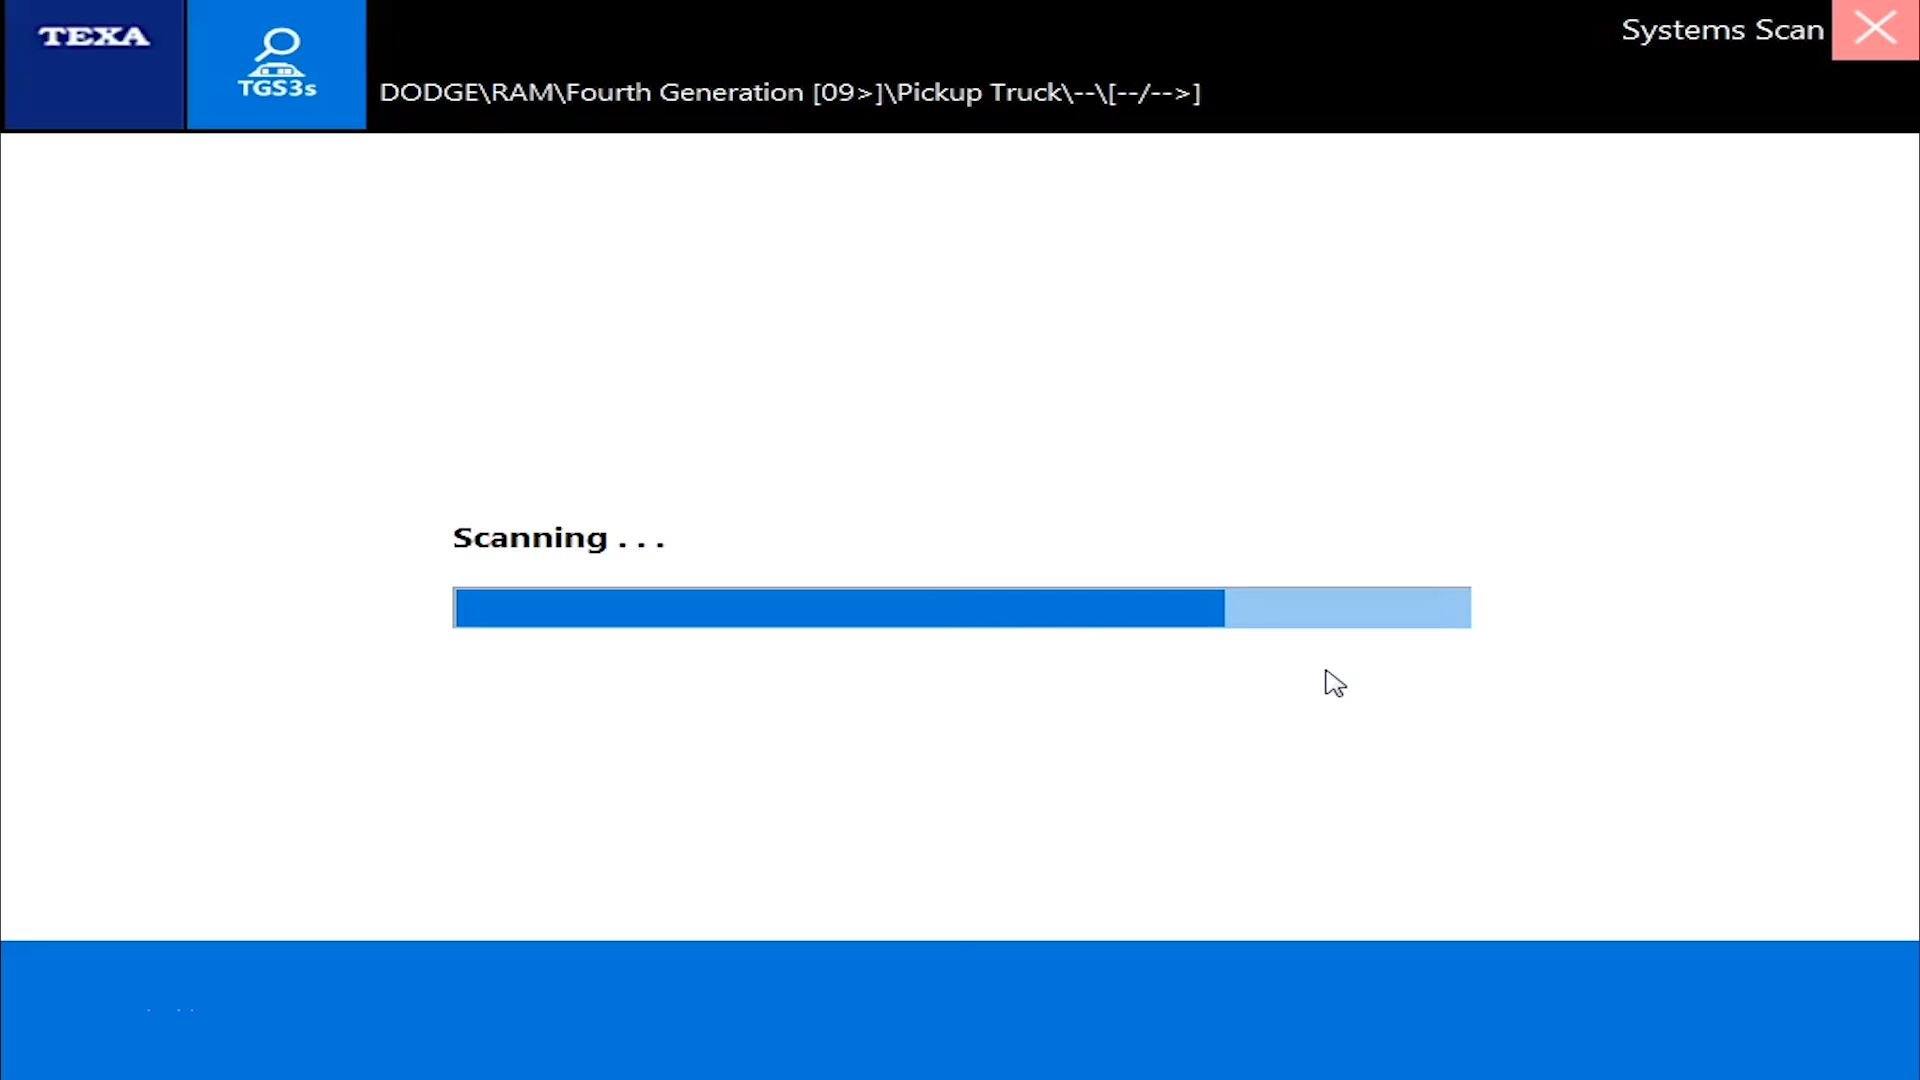 TEXA
Systems Scan
TGS3s
DODGE\RAM\Fourth Generation [09>]\Pickup Truck\--\[--/-->]
Scanning . . .